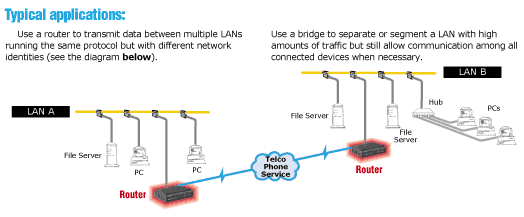 Typical applications:
Use a router to transmit data between multiple LANs
running the same protocol but with different network
identities (see the diagram below).
Use a bridge to separate or segment a LAN with high
amounts of traffic but still allow communication among all
connected devices when necessary.
LAN B
LAN A
Hub
PCs
File Server
File
Server
File Server
PC
PC
Telco
Phone
Service
Router
Router